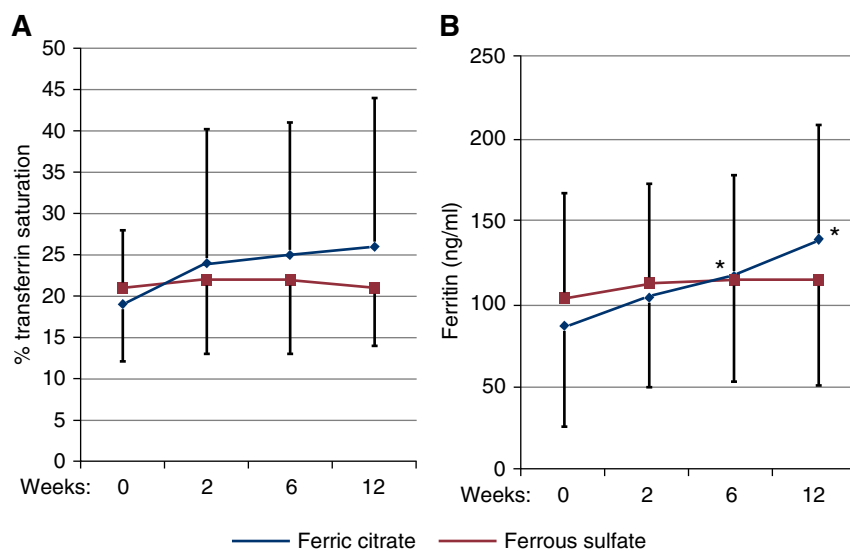 A
% transferrin saturation
50
45
40
35
30
25
20
15
10
5
0
Weeks: 0 2 6 12
B
Ferritin (ng/ml)
250
200
150
100
50
0
*
*
Weeks: 0 2 6 12
Ferric citrate Ferrous sulfate